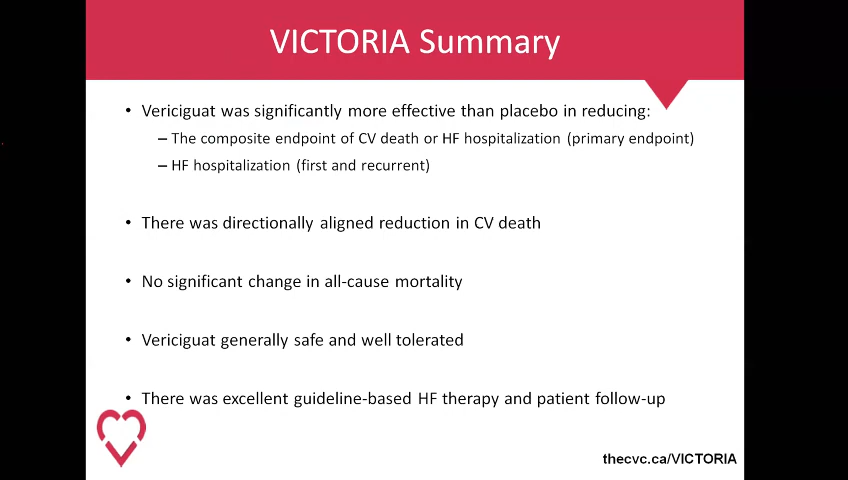 VICTORIA Summary
• Vericiguat was significantly more effective than placebo in reducing:
– The composite endpoint of CV death or HF hospitalization (primary endpoint)
– HF hospitalization (first and recurrent)
• There was directionally aligned reduction in CV death
• No significant change in all-cause mortality
• Vericiguat generally safe and well tolerated
• There was excellent guideline-based HF therapy and patient follow-up
thecvc.ca/VICTORIA